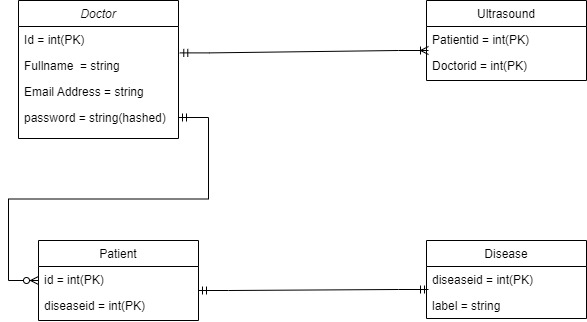 Doctor
Id = int(PK)
Fullname  = string
Email Address = string
password = string(hashed)
Ultrasound
Patientid = int(PK)
Doctorid = int(PK)
Patient
id = int(PK)
diseaseid = int(PK)
Disease
diseaseid = int(PK)
label = string